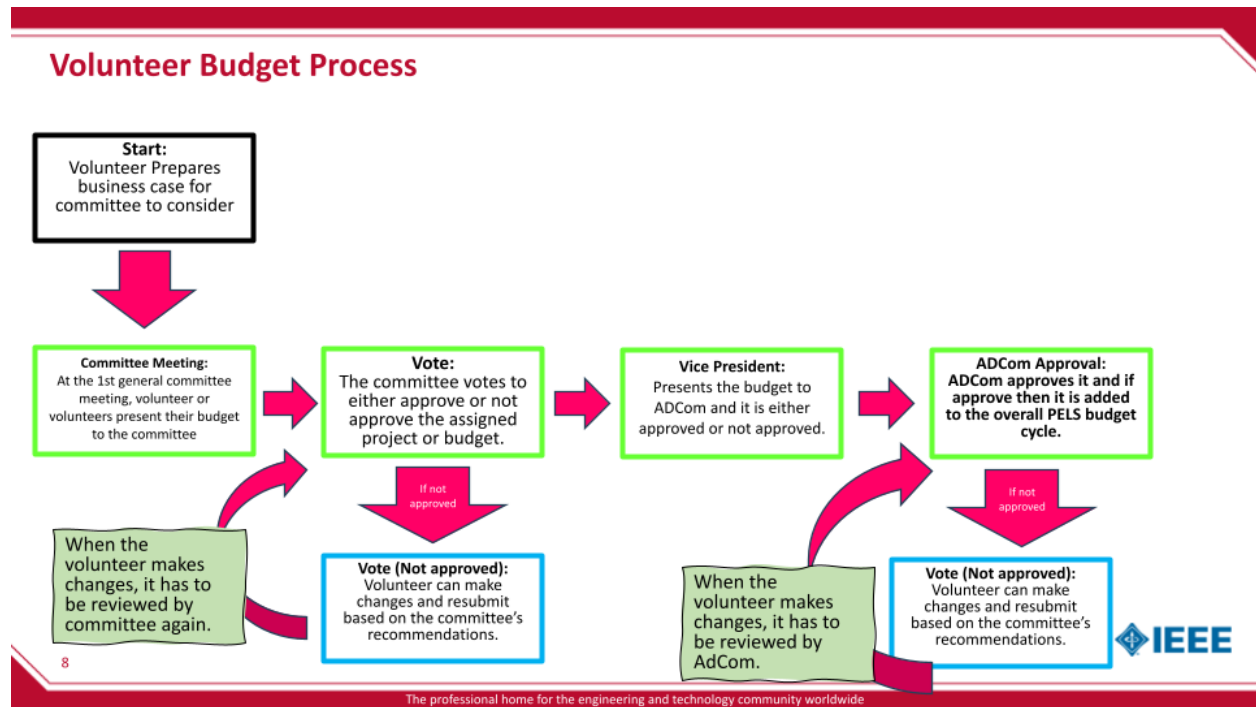 Volunteer Budget Process
Start:
Volunteer Prepares
business case for
committee to consider
Committee Meeting:
At the 1st general committee
meeting, volunteer or
volunteers present their budget
to the committee
Vote:
The committee votes to
either approve or not
approve the assigned
project or budget.
Vice President:
Presents the budget to
ADCom and it is either
approved or not approved.
ADCom Approval:
ADCom approves it and if
approve then it is added
to the overall PELS budget
cycle.
If not
approved
If not
approved
When the
volunteer makes
changes, it has to
be reviewed by
committee again.
Vote (Not approved):
Volunteer can make
changes and resubmit
based on the committee's
recommendations.
When the
volunteer makes
changes, it has to
be reviewed by
AdCom.
Vote (Not approved):
Volunteer can make
changes and resubmit
based on the committee's
recommendations.
IEEE
8
The professional home for the engineering and technology community worldwide